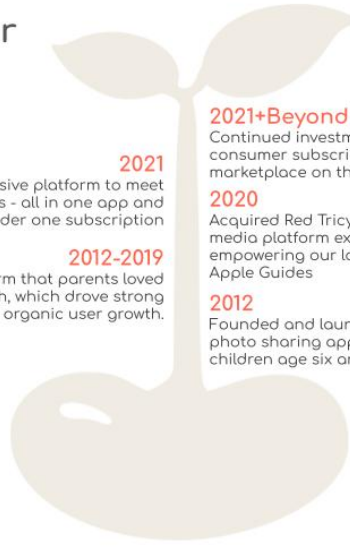 r
2021+Beyond
Continued investm
consumer subscri
marketplace on th
2021
sive platform to meet
s - all in one app and
der one subscription
2020
Acquired Red Tricy
media platform ex
empowering our lo
Apple Guides
2012-2019
rm that parents loved
h, which drove strong
organic user growth.
2012
Founded and laun
photo sharing app
children age six an